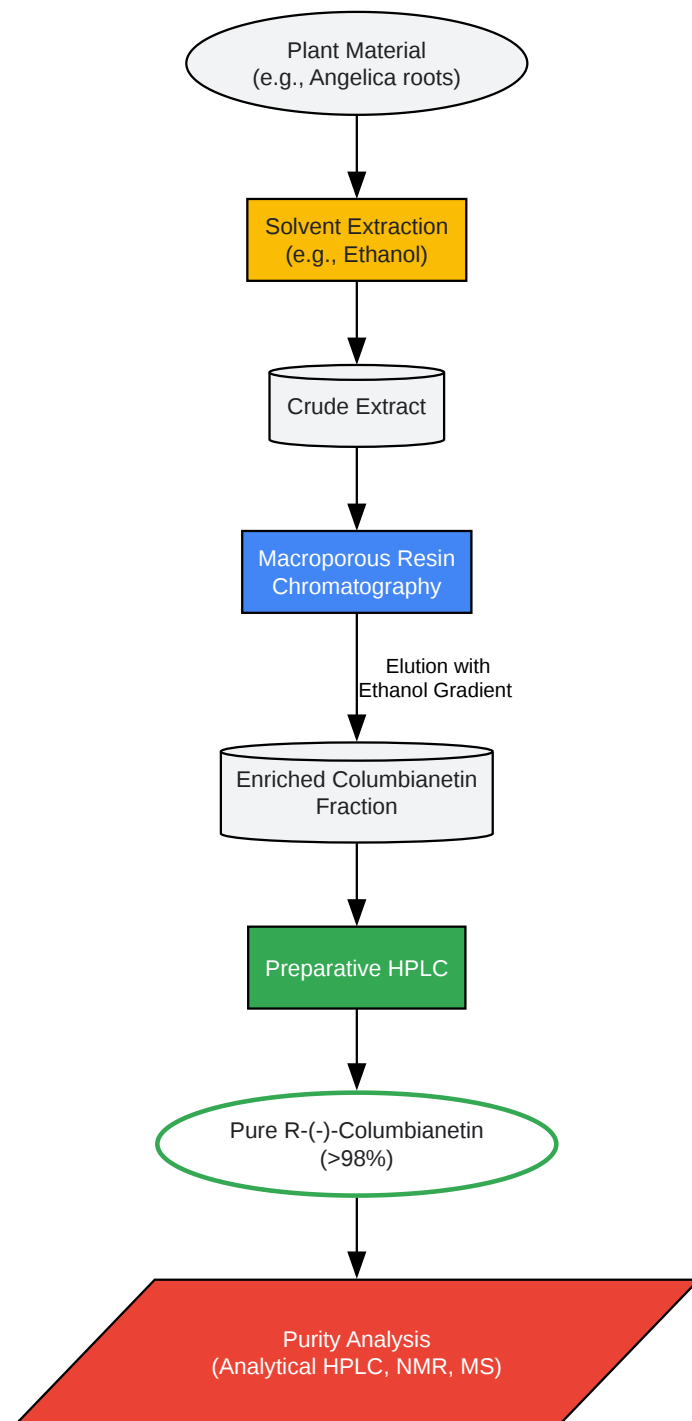 Plant Material
(e.g., Angelica roots)
Solvent Extraction
(e.g., Ethanol)
Crude Extract
Macroporous Resin
Chromatography
Elution with
Ethanol Gradient
Enriched Columbianetin
Fraction
Preparative HPLC
Pure R-(-)-Columbianetin
(>98%)
Purity Analysis
(Analytical HPLC, NMR, MS)